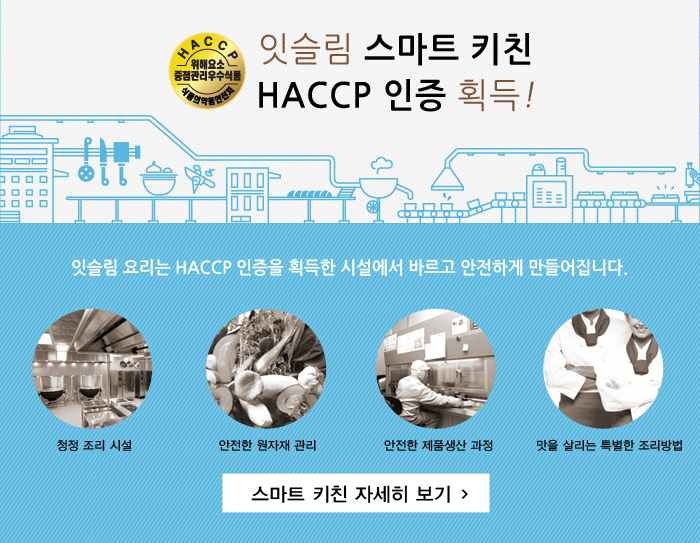 HACCP
위해요소
중점관리우수식품
식품의약품안전처
잇슬림 스마트 키친
HACCP 인증 획득!
잇슬림 요리는 HACCP 인증을 획득한 시설에서 바르고 안전하게 만들어집니다.
청정 조리 시설
안전한 원자재 관리
안전한 제품생산 과정
맛을 살리는 특별한 조리방법
스마트 키친 자세히 보기 >